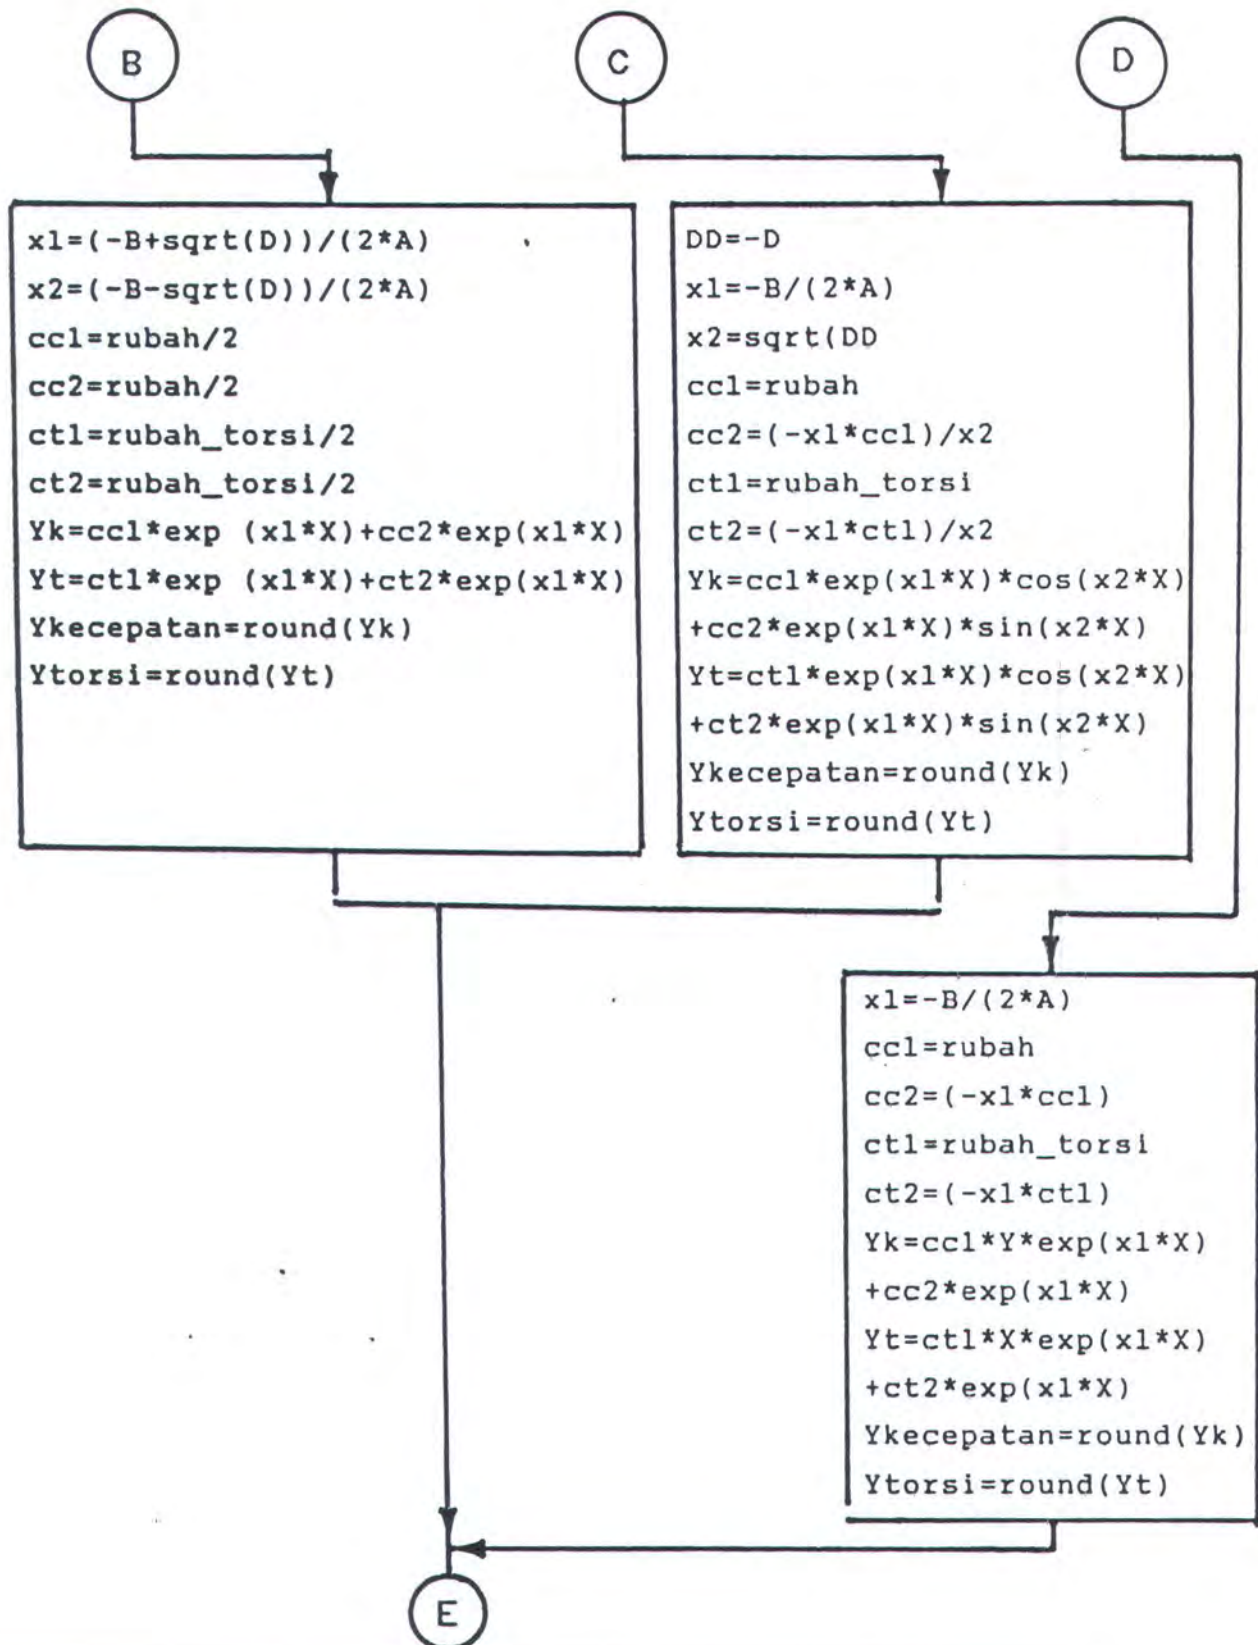 B
C
D
x1=(-B+sqrt(D))/(2*A)
x2=(-B-sqrt(D))/(2*A)
cc1=rubah/2
cc2=rubah/2
ct1=rubah_torsi/2
ct2=rubah_torsi/2
Yk=cc1*exp (x1*X)+cc2*exp(x1*X)
Yt=ct1*exp (x1*X)+ct2*exp(x1*X)
Ykecepatan=round(Yk)
Ytorsi=round(Yt)
DD=-D
x1=-B/(2*A)
x2=sqrt(DD
cc1=rubah
cc2=(-x1*cc1)/x2
ct1=rubah_torsi
ct2=(-x1*ct1)/x2
Yk=cc1*exp(x1*X)*cos(x2*X)
+cc2*exp(x1*X)*sin(x2*X)
Yt=ct1*exp(x1*X)*cos(x2*X)
+ct2*exp(x1*X)*sin(x2*X)
Ykecepatan=round(Yk)
Ytorsi=round(Yt)
x1=-B/(2*A)
cc1=rubah
cc2=(-x1*cc1)
ct1=rubah_torsi
ct2=(-x1*ct1)
Yk=cc1*Y*exp(x1*X)
+cc2*exp(x1*X)
Yt=ct1*X*exp(x1*X)
+ct2*exp(x1*X)
Ykecepatan=round(Yk)
Ytorsi=round(Yt)
E